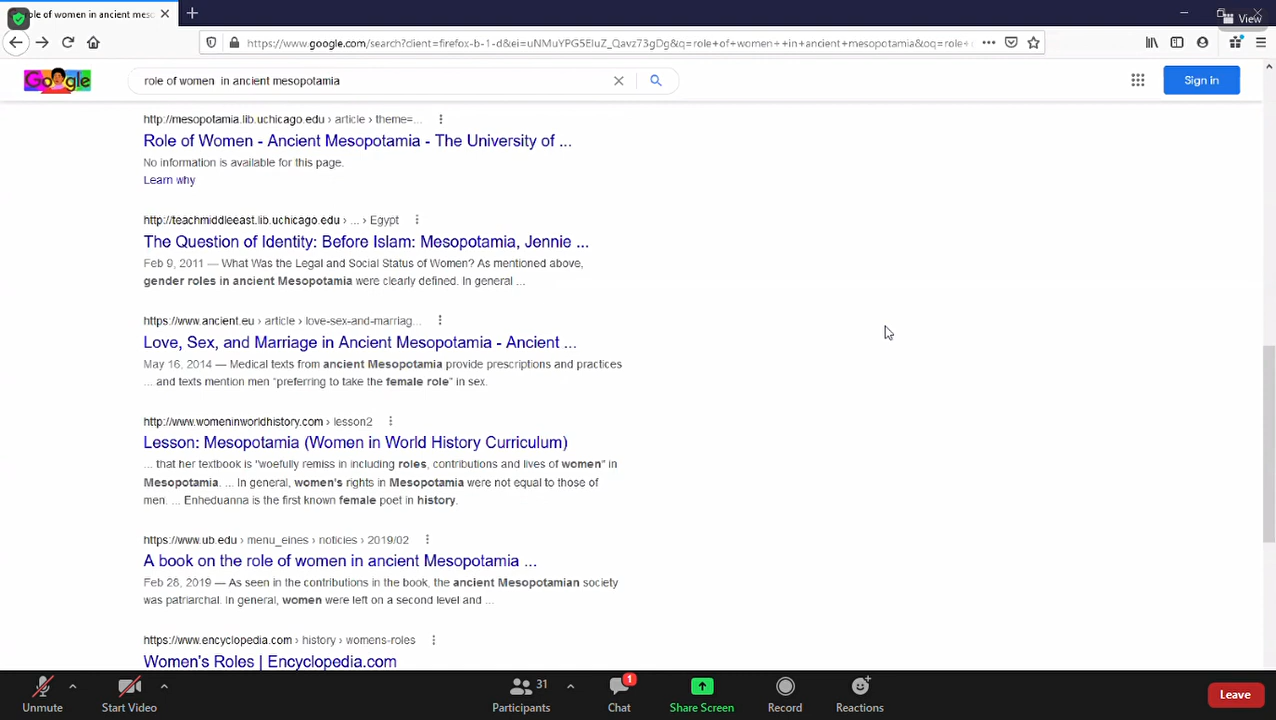 ole of women in ancient mesc
View
https://www.google.com/search?client=firefox-b-1-d&ei=uNMuYPG5EIuZ_Qavz73gDg&q=role+of+women++in+ancient+mesopotamia&oq=role+
Google
role of women  in ancient mesopotamia
Sign in
http://mesopotamia.lib.uchicago.edu › article › theme=...
Role of Women - Ancient Mesopotamia - The University of ...
No information is available for this page.
Learn why
http://teachmiddleeast.lib.uchicago.edu › ... › Egypt
The Question of Identity: Before Islam: Mesopotamia, Jennie ...
Feb 9, 2011 — What Was the Legal and Social Status of Women? As mentioned above,
gender roles in ancient Mesopotamia were clearly defined. In general ...
https://www.ancient.eu › article › love-sex-and-marriag...
Love, Sex, and Marriage in Ancient Mesopotamia - Ancient ...
May 16, 2014 — Medical texts from ancient Mesopotamia provide prescriptions and practices
... and texts mention men "preferring to take the female role" in sex.
http://www.womeninworldhistory.com › lesson2
Lesson: Mesopotamia (Women in World History Curriculum)
... that her textbook is "woefully remiss in including roles, contributions and lives of women" in
Mesopotamia. ... In general, women's rights in Mesopotamia were not equal to those of
men. ... Enheduanna is the first known female poet in history.
https://www.ub.edu › menu_eines › noticies › 2019/02
A book on the role of women in ancient Mesopotamia ...
Feb 28, 2019 — As seen in the contributions in the book, the ancient Mesopotamian society
was patriarchal. In general, women were left on a second level and ...
https://www.encyclopedia.com › history › womens-roles
Women's Roles | Encyclopedia.com
31
1
Unmute
Start Video
Participants
Chat
Share Screen
Record
Reactions
Leave